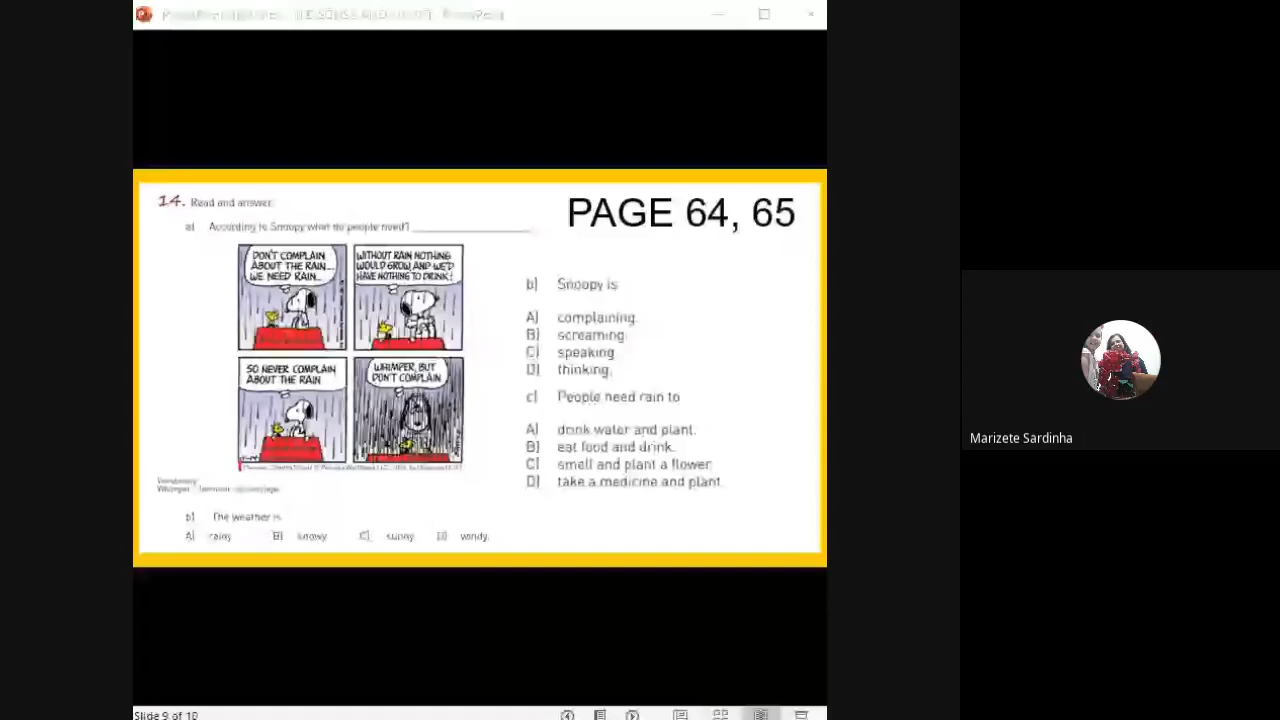 14. Read and answer.
PAGE 64, 65
a) According to Snoopy what do people need?
DON'T COMPLAIN
ABOUT THE RAIN...
WE NEED RAIN...
WITHOUT RAIN NOTHING
WOULD GROW, AND WE'D
HAVE NOTHING TO DRINK!
SO NEVER COMPLAIN
ABOUT THE RAIN
WHIMPER, BUT
DON'T COMPLAIN
Vocabulary
Whimper
b) The weather is
A) rainy. B) snowy. C) sunny. D) windy.
b) Snoopy is
A) complaining.
B) screaming.
C) speaking.
D) thinking.
c) People need rain to
A) drink water and plant.
B) eat food and drink.
C) smell and plant a flower.
D) take a medicine and plant.
Marizete Sardinha
Slide 9 of 10